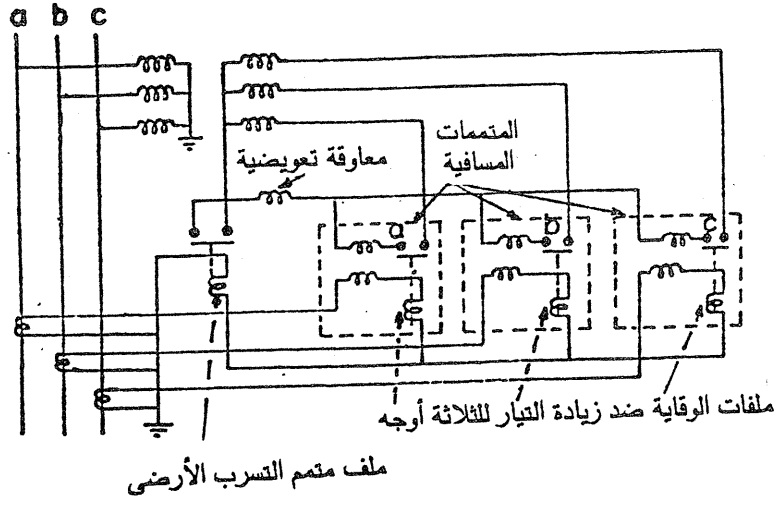 a b c
المتممات
المسافية
معاوقة تعويضية
a b c
ملفات الوقاية ضد زيادة التيار للثلاثة أوجه
ملف متمم التسرب الأرضى